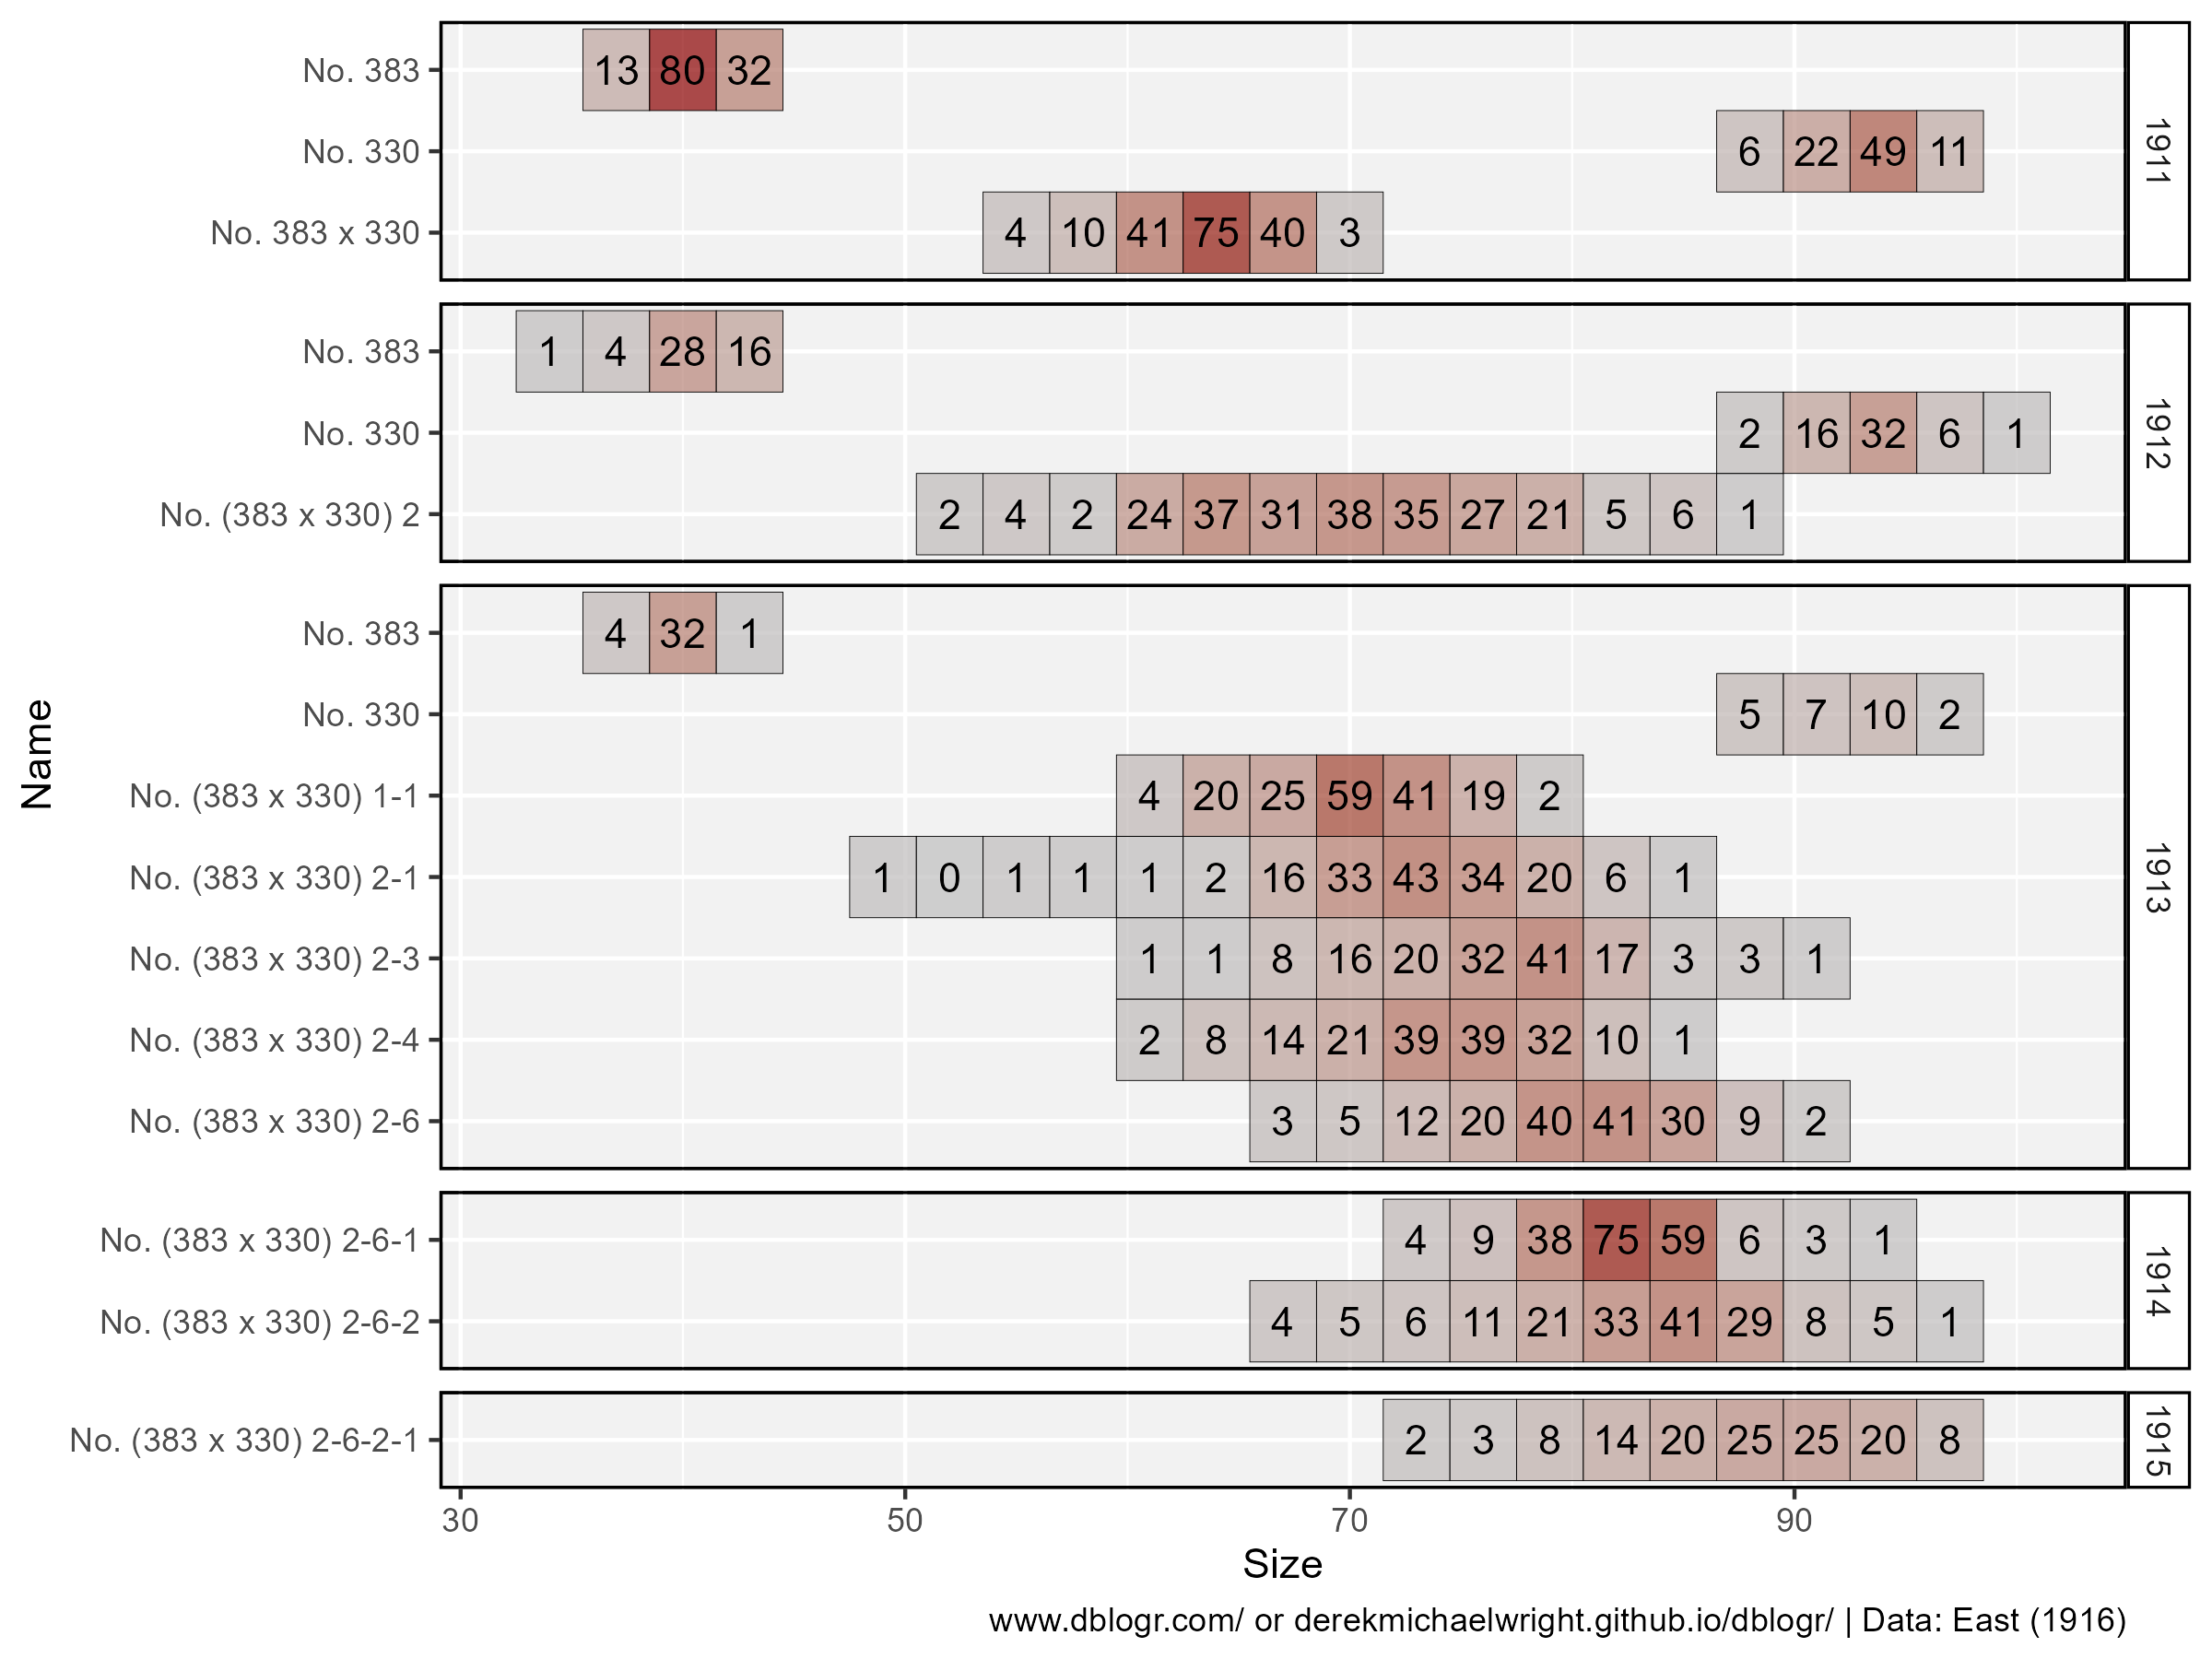 No. 383 13 80 32
No. 330 6 22 49 11
No. 383 x 330 4 10 41 75 40 3
1911
No. 383 1 4 28 16
No. 330 2 16 32 6 1
No. (383 x 330) 2 2 4 2 24 37 31 38 35 27 21 5 6 1
1912
No. 383 4 32 1
No. 330 5 7 10 2
No. (383 x 330) 1-1 4 20 25 59 41 19 2
No. (383 x 330) 2-1 1 0 1 1 1 2 16 33 43 34 20 6 1
No. (383 x 330) 2-3 1 1 8 16 20 32 41 17 3 3 1
No. (383 x 330) 2-4 2 8 14 21 39 39 32 10 1
No. (383 x 330) 2-6 3 5 12 20 40 41 30 9 2
1913
No. (383 x 330) 2-6-1 4 9 38 75 59 6 3 1
No. (383 x 330) 2-6-2 4 5 6 11 21 33 41 29 8 5 1
1914
No. (383 x 330) 2-6-2-1 2 3 8 14 20 25 25 20 8
1915
Name
30 50 70 90
Size
www.dblogr.com/ or derekmichaelwright.github.io/dblogr/ | Data: East (1916)